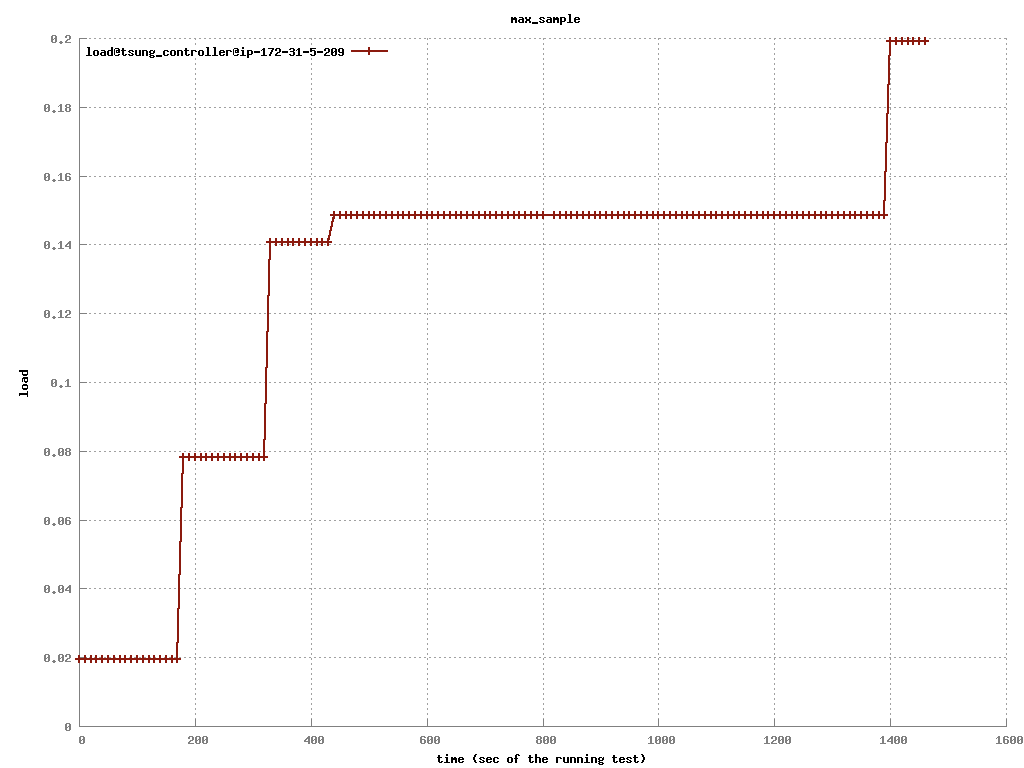 max_sample
load@tsung_controller@ip-172-31-5-209
0.2
0.18
0.16
0.14
0.12
0.1
0.08
0.06
0.04
0.02
0
load
0 200 400 600 800 1000 1200 1400 1600
time (sec of the running test)